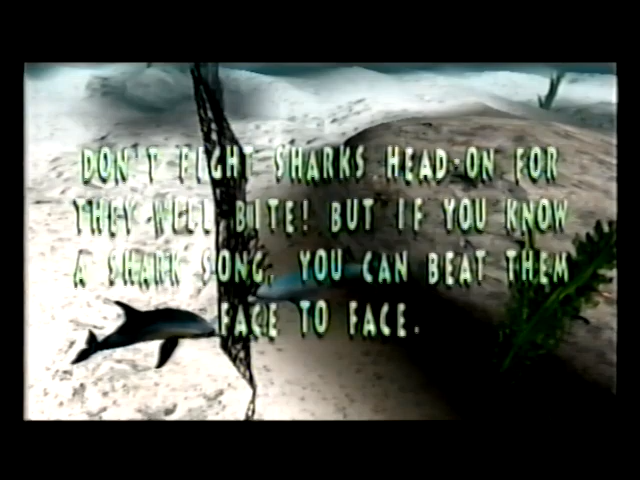 DON'T FIGHT SHARKS HEAD-ON FOR
THEY WILL BITE! BUT IF YOU KNOW
A SHARK SONG, YOU CAN BEAT THEM
FACE TO FACE.